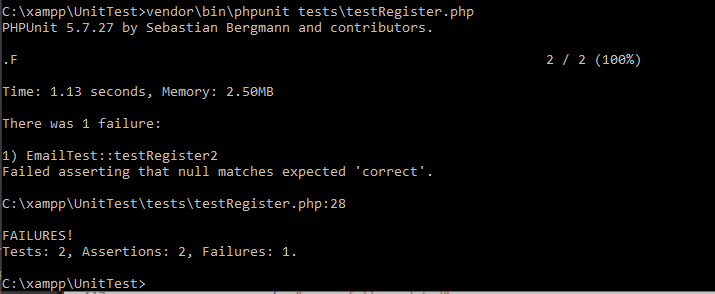 C:\xampp\UnitTest>vendor\bin\phpunit tests\testRegister.php
PHPUnit 5.7.27 by Sebastian Bergmann and contributors.
.F 2 / 2 (100%)
Time: 1.13 seconds, Memory: 2.50MB
There was 1 failure:
1) EmailTest::testRegister2
Failed asserting that null matches expected 'correct'.
C:\xampp\UnitTest\tests\testRegister.php:28
FAILURES!
Tests: 2, Assertions: 2, Failures: 1.
C:\xampp\UnitTest>